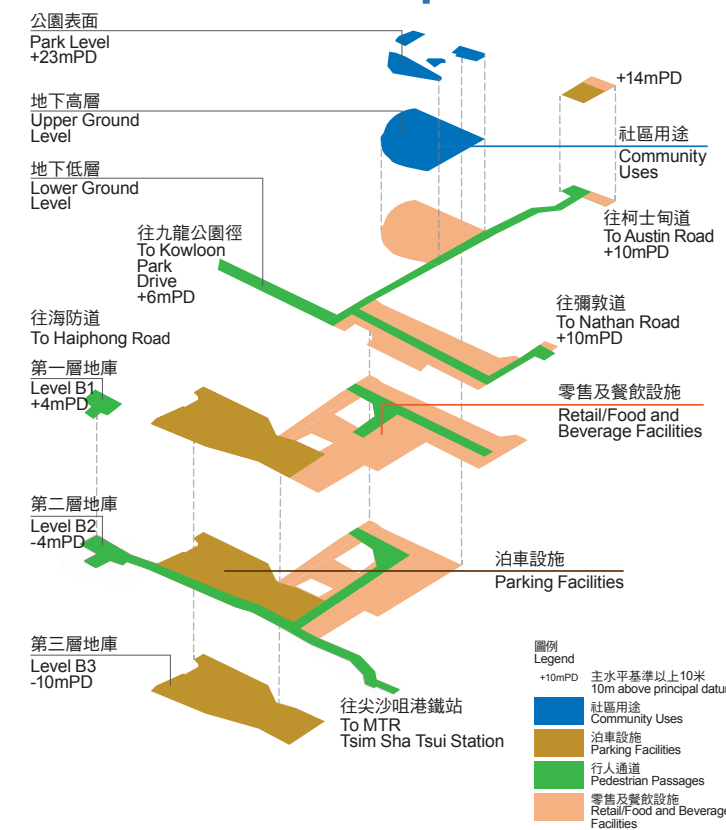 公園表面
Park Level
+23mPD
地下高層
Upper Ground
Level
地下低層
Lower Ground
Level
+14mPD
社區用途
Community
Uses
往九龍公園徑
To Kowloon
Park
Drive
+6mPD
往柯士甸道
To Austin Road
+10mPD
往海防道
To Haiphong Road
往彌敦道
To Nathan Road
+10mPD
第一層地庫
Level B1
+4mPD
零售及餐飲設施
Retail/Food and
Beverage Facilities
第二層地庫
Level B2
-4mPD
泊車設施
Parking Facilities
第三層地庫
Level B3
-10mPD
往尖沙咀港鐵站
To MTR
Tsim Sha Tsui Station
圖例
Legend
+10mPD 主水平基準以上10米
10m above principal datum
社區用途
Community Uses
泊車設施
Parking Facilities
行人通道
Pedestrian Passages
零售及餐飲設施
Retail/Food and Beverage
Facilities